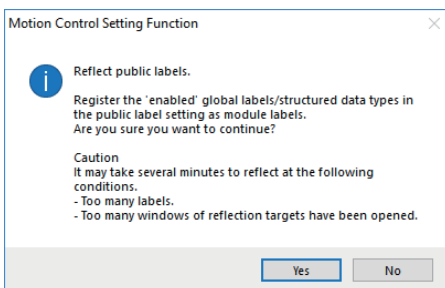 Motion Control Setting Function
Reflect public labels.
Register the 'enabled' global labels/structured data types in
the public label setting as module labels.
Are you sure you want to continue?
Caution
It may take several minutes to reflect at the following
conditions.
- Too many labels.
- Too many windows of reflection targets have been opened.
Yes
No